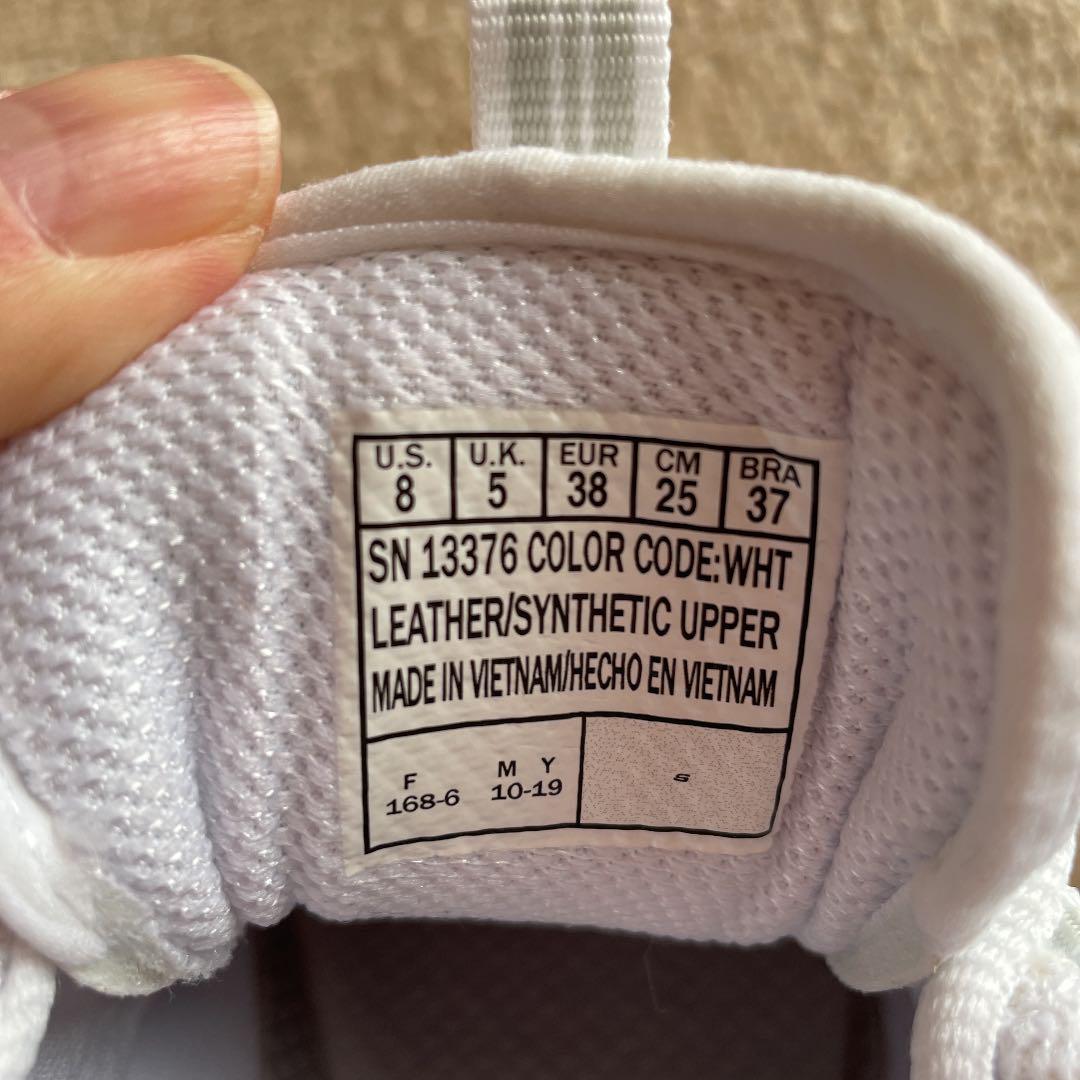 U.S. U.K. EUR CM BRA
8 5 38 25 37
SN 13376 COLOR CODE:WHT
LEATHER/SYNTHETIC UPPER
MADE IN VIETNAM/HECHO EN VIETNAM
F M Y
168-6 10-19
S